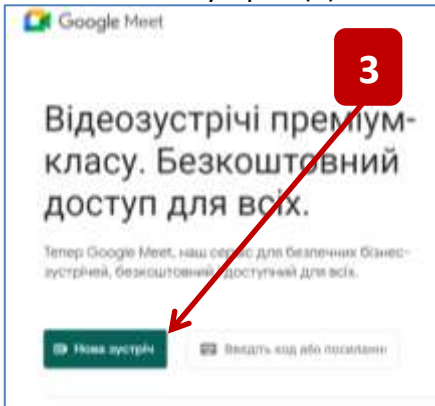 Google Meet
3
Відеозустрічі преміум-
класу. Безкоштовний
доступ для всіх.
Тепер Google Meet, наш сервіс для безпечних бізнес-
зустрічей, безкоштовний і доступний для всіх.
Нова зустріч
Введіть код або посилання